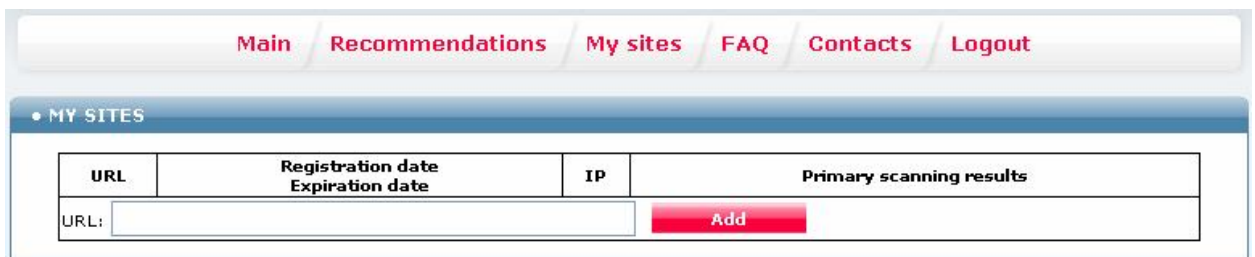 Main Recommendations My sites FAQ Contacts Logout
• MY SITES
URL Registration date IP Primary scanning results
Expiration date
URL: Add